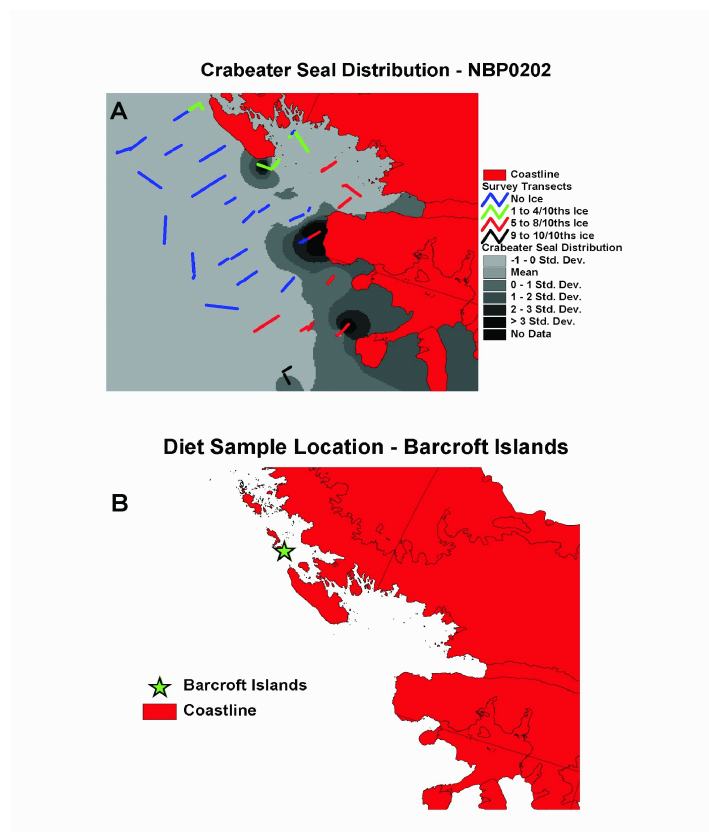 Crabeater Seal Distribution - NBP0202
A
Coastline
Survey Transects
No Ice
1 to 4/10ths Ice
5 to 8/10ths Ice
9 to 10/10ths ice
Crabeater Seal Distribution
-1 - 0 Std. Dev.
Mean
0 - 1 Std. Dev.
1 - 2 Std. Dev.
2 - 3 Std. Dev.
> 3 Std. Dev.
No Data
Diet Sample Location - Barcroft Islands
B
Barcroft Islands
Coastline